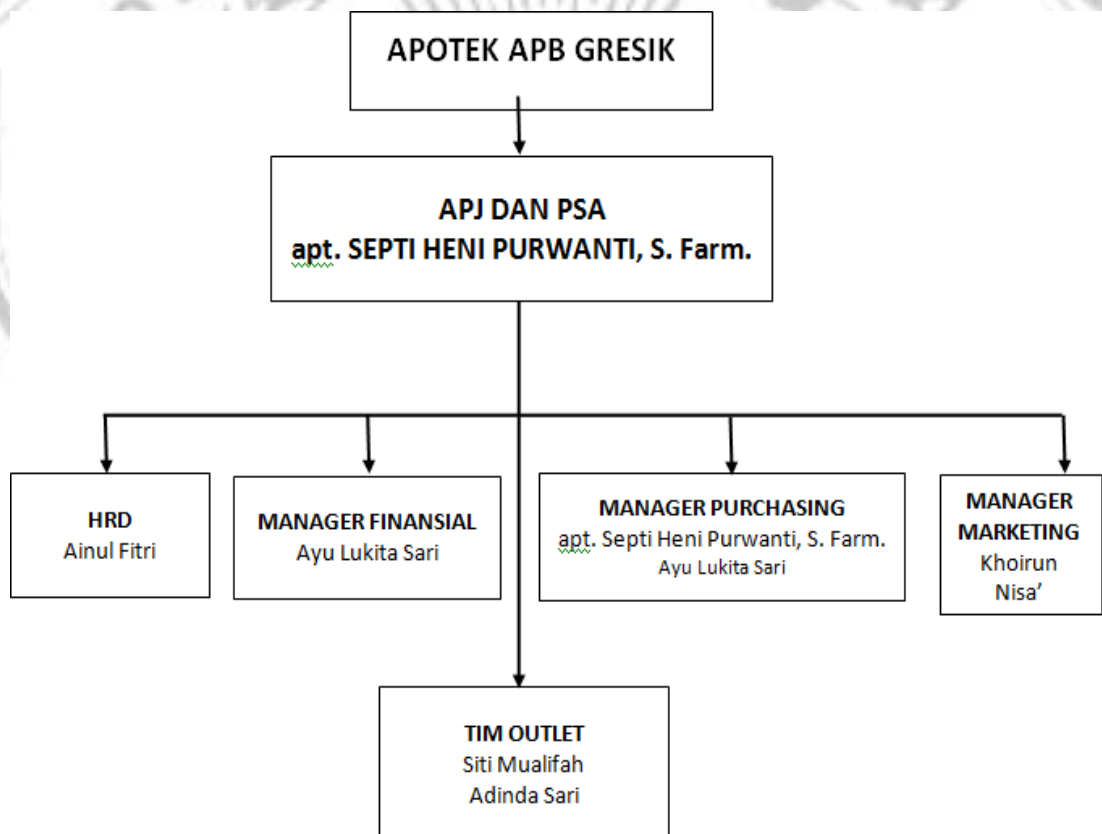 APOTEK APB GRESIK
APJ DAN PSA
apt. SEPTI HENI PURWANTI, S. Farm.
HRD
Ainul Fitri
MANAGER FINANSIAL
Ayu Lukita Sari
MANAGER PURCHASING
apt. Septi Heni Purwanti, S. Farm.
Ayu Lukita Sari
MANAGER
MARKETING
Khoirun
Nisa’
TIM OUTLET
Siti Mualifah
Adinda Sari